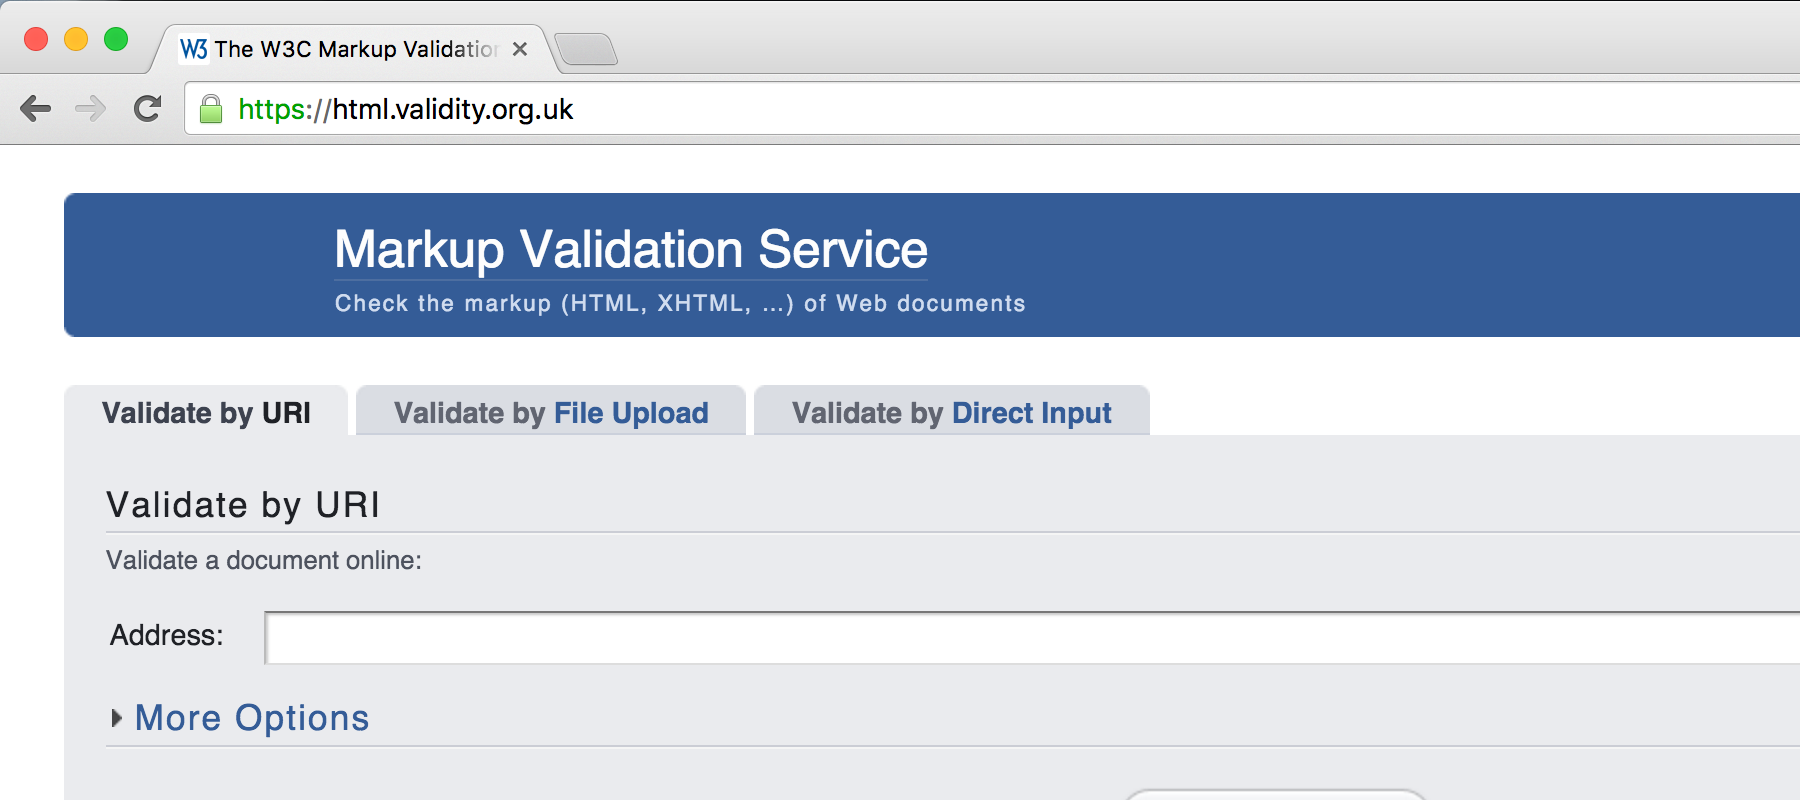 W3 The W3C Markup Validation
https://html.validity.org.uk
Markup Validation Service
Check the markup (HTML, XHTML, ...) of Web documents
Validate by URI
Validate by File Upload
Validate by Direct Input
Validate by URI
Validate a document online:
Address:
More Options